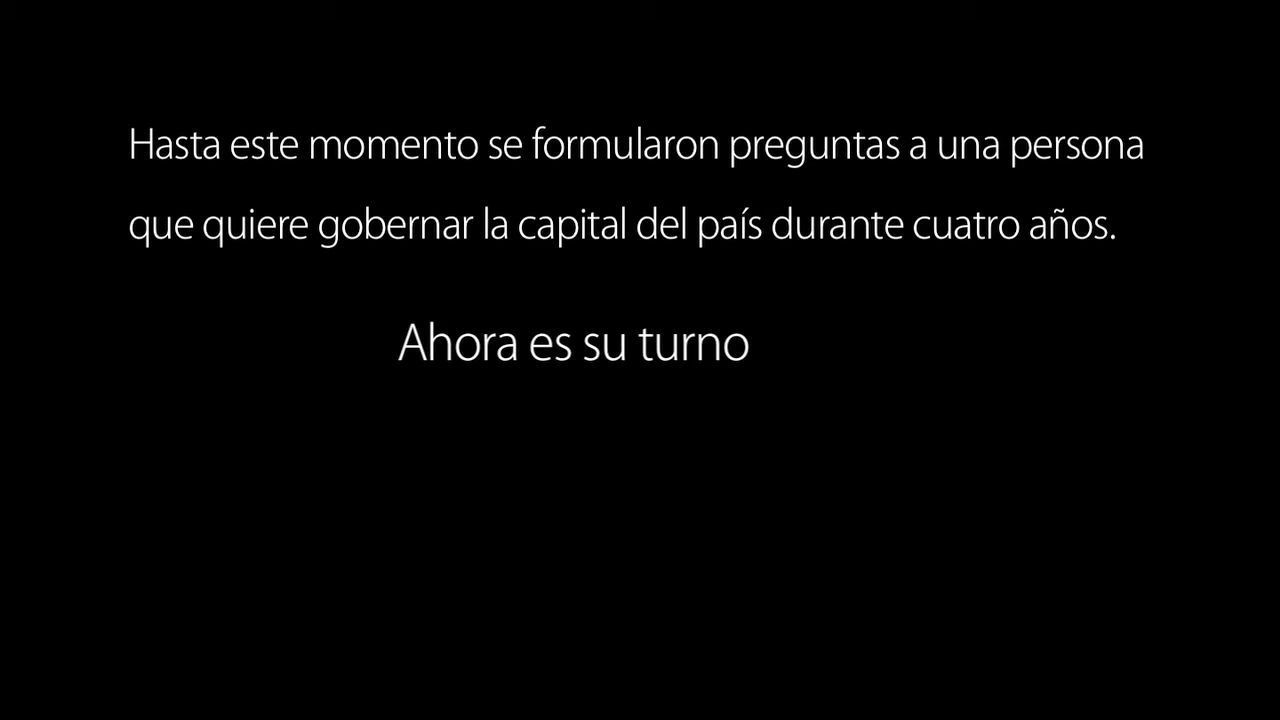 Hasta este momento se formularon preguntas a una persona
que quiere gobernar la capital del país durante cuatro años.
Ahora es su turno